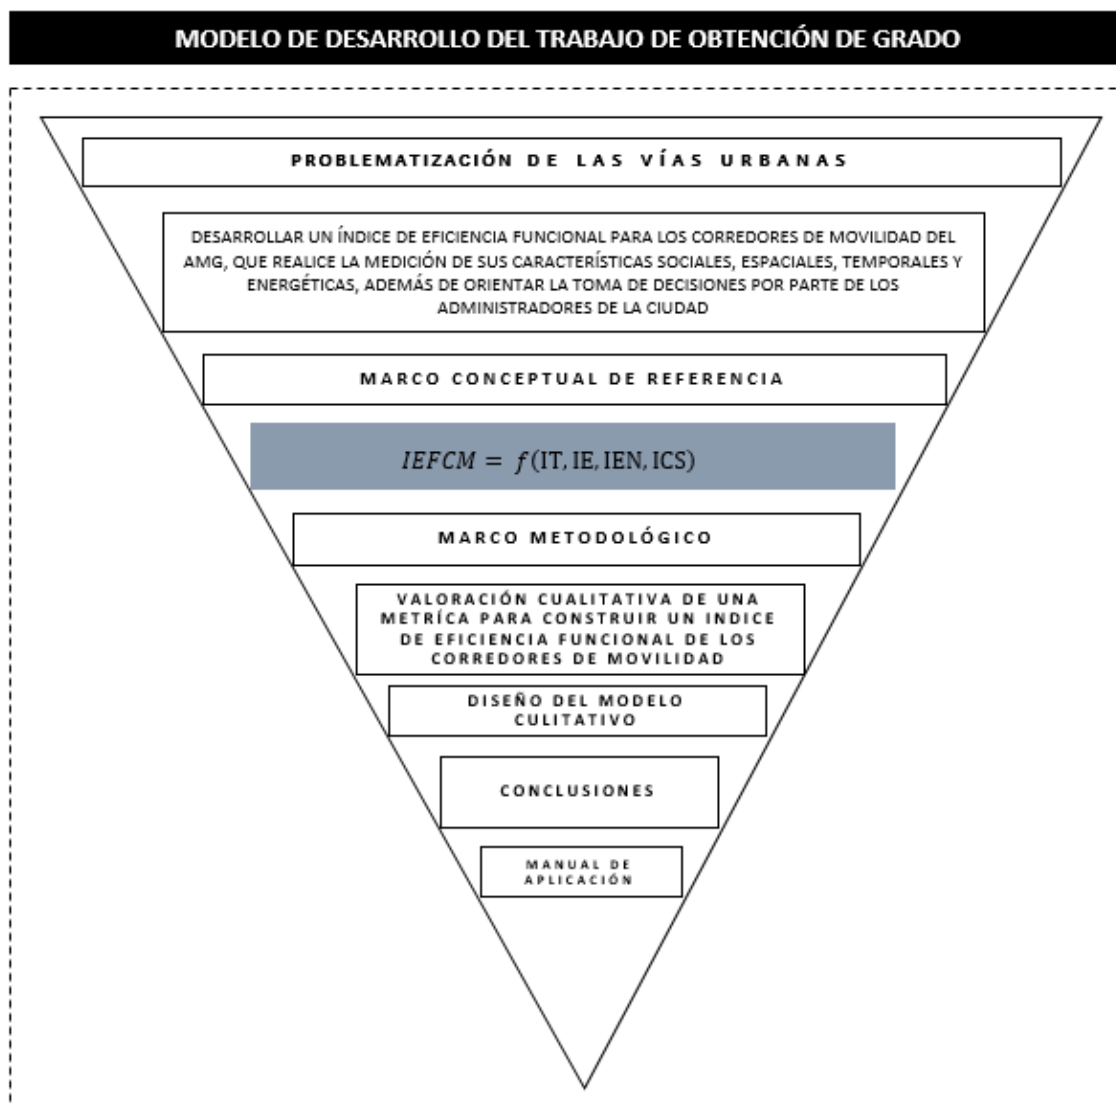 MODELO DE DESARROLLO DEL TRABAJO DE OBTENCIÓN DE GRADO
PROBLEMATIZACIÓN DE LAS VÍAS URBANAS
DESARROLLAR UN ÍNDICE DE EFICIENCIA FUNCIONAL PARA LOS CORREDORES DE MOVILIDAD DEL
AMG, QUE REALICE LA MEDICIÓN DE SUS CARACTERÍSTICAS SOCIALES, ESPACIALES, TEMPORALES Y
ENERGÉTICAS, ADEMÁS DE ORIENTAR LA TOMA DE DECISIONES POR PARTE DE LOS
ADMINISTRADORES DE LA CIUDAD
MARCO CONCEPTUAL DE REFERENCIA
IEFCM = f(IT, IE, IEN, ICS)
MARCO METODOLÓGICO
VALORACIÓN CUALITATIVA DE UNA
METRÍCA PARA CONSTRUIR UN INDICE
DE EFICIENCIA FUNCIONAL DE LOS
CORREDORES DE MOVILIDAD
DISEÑO DEL MODELO
CULITATIVO
CONCLUSIONES
MANUAL DE
APLICACIÓN